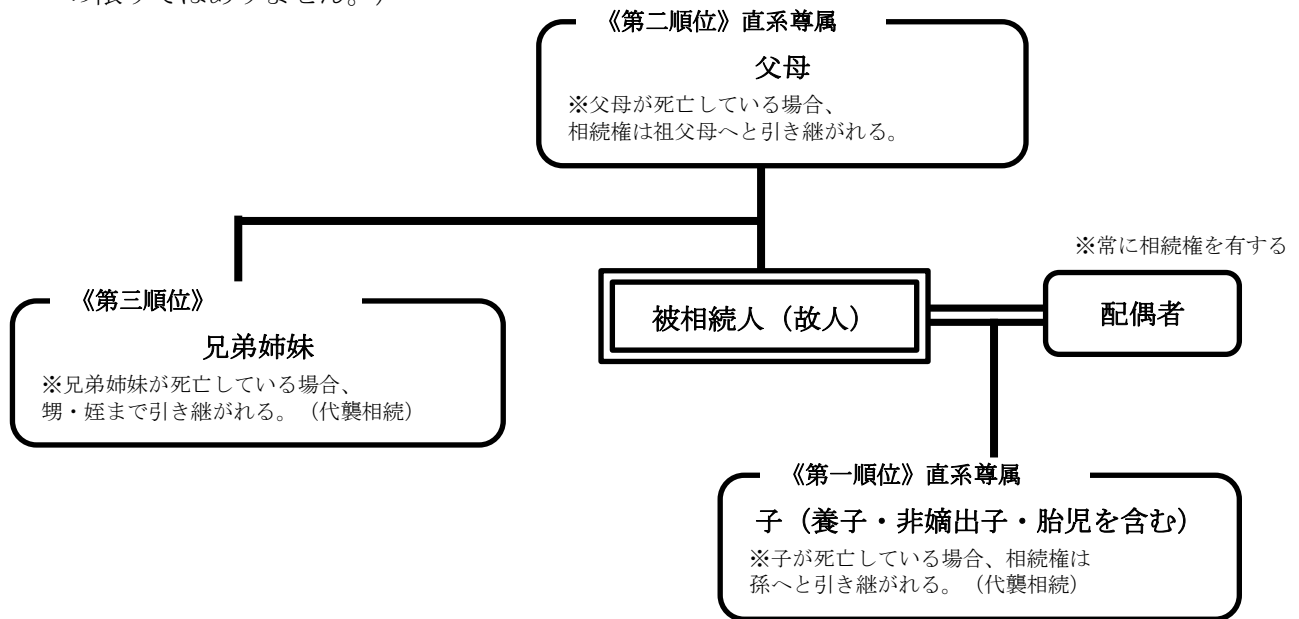 の限りではありません。）
《第二順位》直系尊属
父母
※父母が死亡している場合、
相続権は祖父母へと引き継がれる。
※常に相続権を有する
《第三順位》
兄弟姉妹
※兄弟姉妹が死亡している場合、
甥・姪まで引き継がれる。（代襲相続）
被相続人（故人）
配偶者
《第一順位》直系尊属
子（養子・非嫡出子・胎児を含む）
※子が死亡している場合、相続権は
孫へと引き継がれる。（代襲相続）